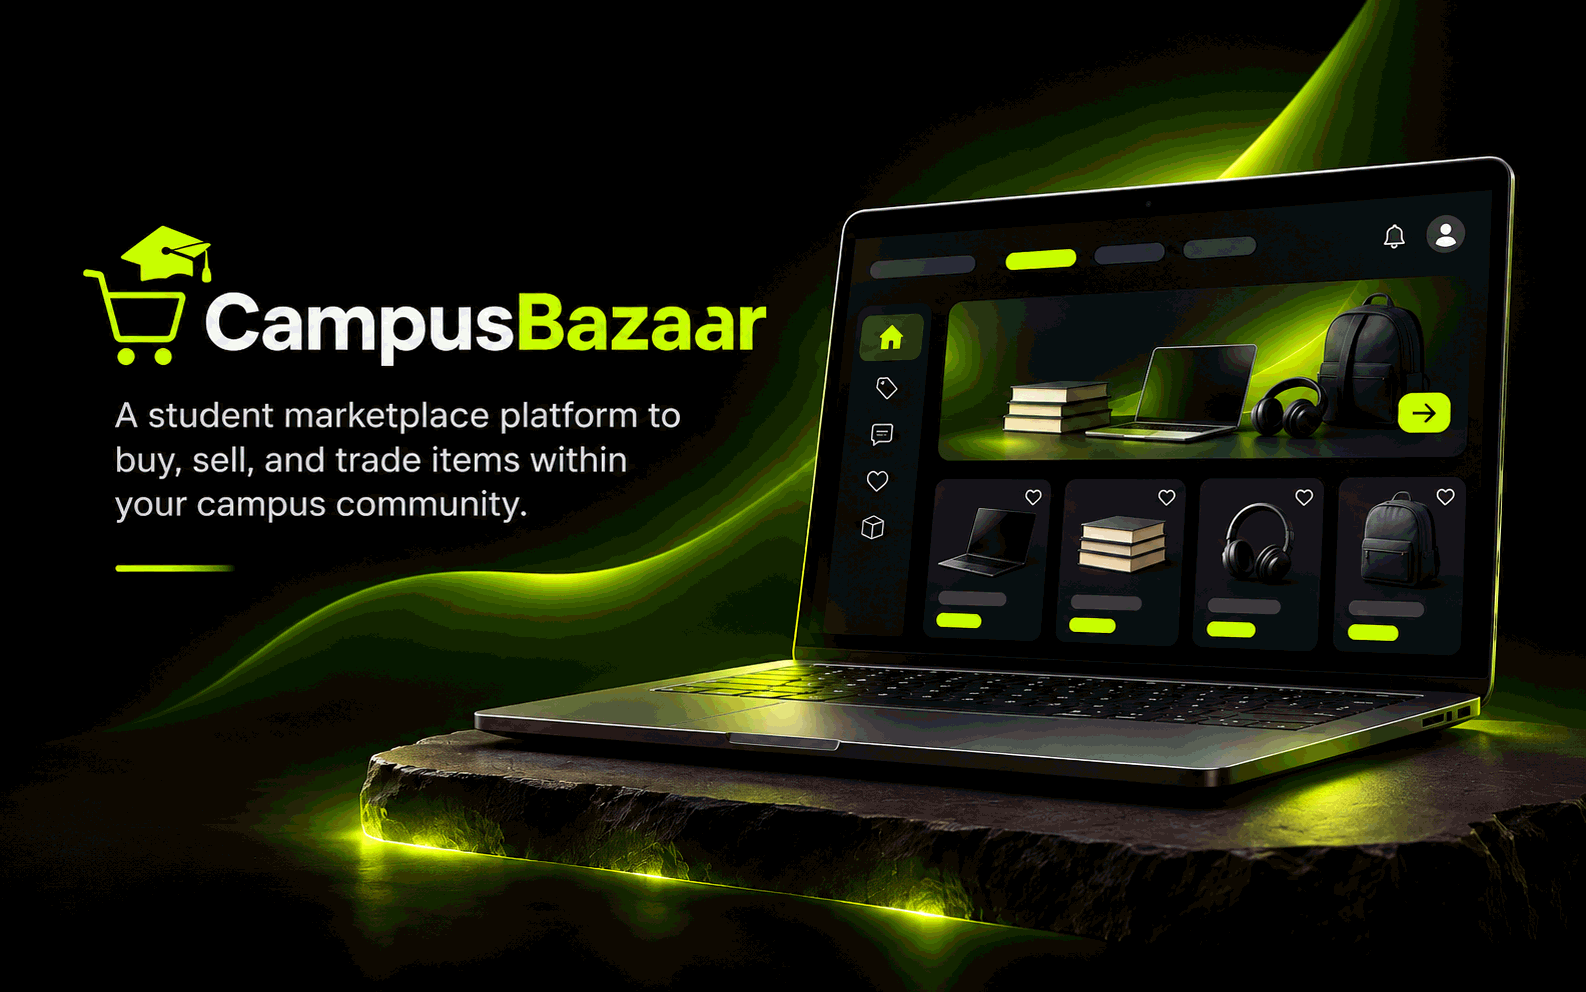 CampusBazaar
A student marketplace platform to
buy, sell, and trade items within
your campus community.